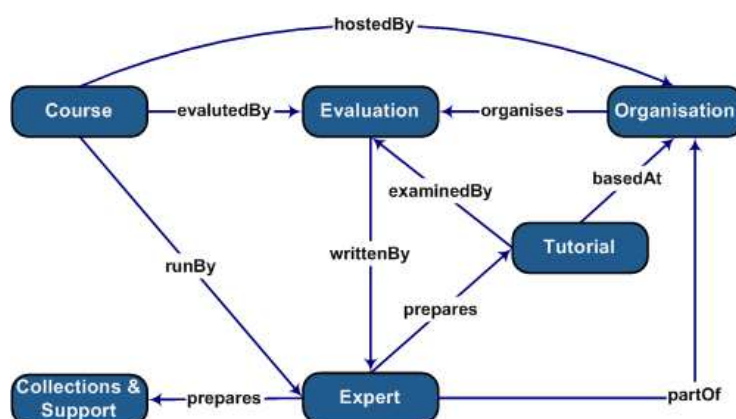 hostedBy
Course
evalutedBy
Evaluation
organises
Organisation
examinedBy
basedAt
runBy
writtenBy
Tutorial
prepares
Collections &
Support
prepares
Expert
partOf